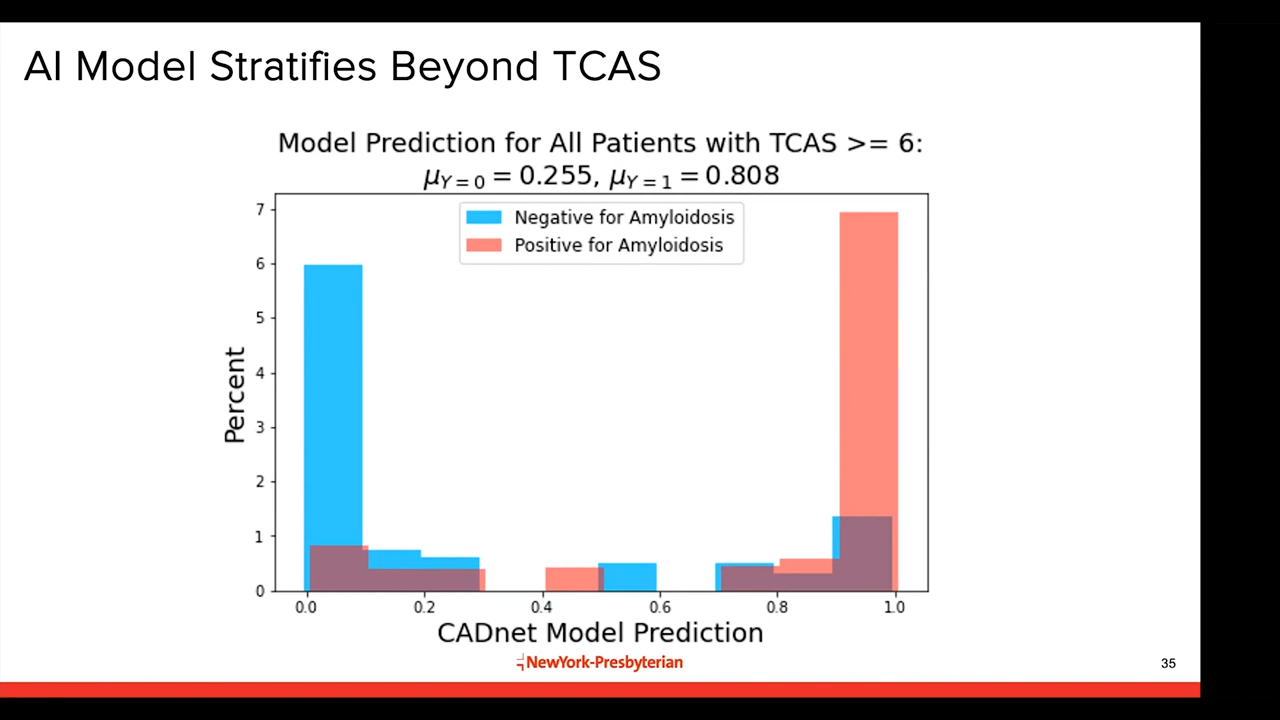 AI Model Stratifies Beyond TCAS
Model Prediction for All Patients with TCAS >= 6:
μY=0 = 0.255, μY=1 = 0.808
Negative for Amyloidosis
Positive for Amyloidosis
Percent
7
6
5
4
3
2
1
0
0.0 0.2 0.4 0.6 0.8 1.0
CADnet Model Prediction
NewYork-Presbyterian
35